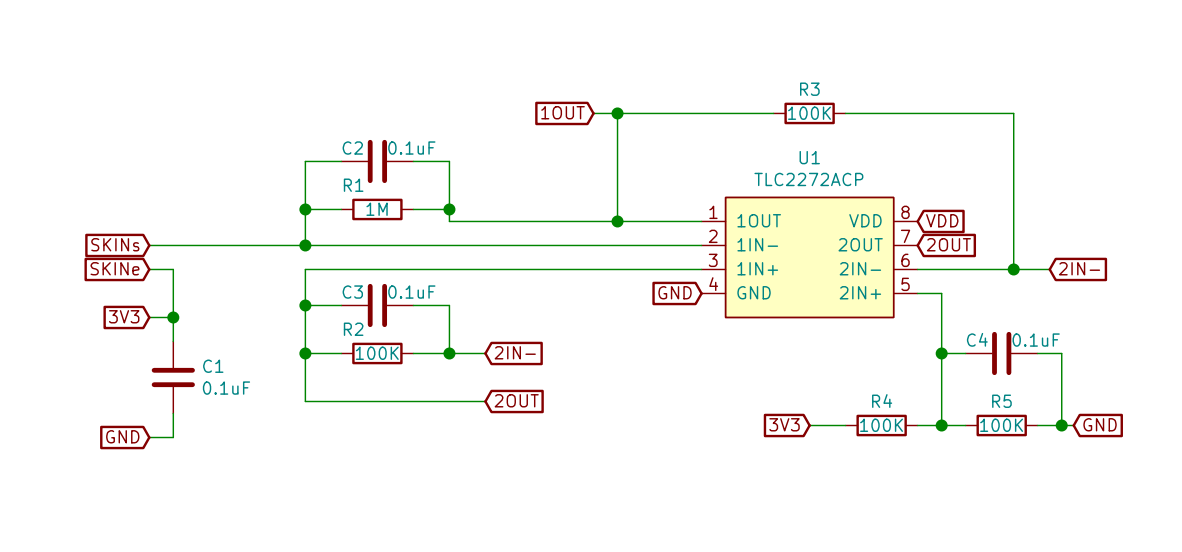 R3
1OUT
100K
C2 0.1uF
U1
R1
TLC2272ACP
1M
1 1OUT VDD 8 VDD
SKINs
2 1IN- 2OUT 7 2OUT
SKINe
3 1IN+ 2IN- 6 2IN-
C3 0.1uF
GND 4 GND 2IN+ 5
3V3
R2
C4 0.1uF
100K 2IN-
C1
0.1uF
2OUT
R4 R5
3V3 100K 100K GND
GND